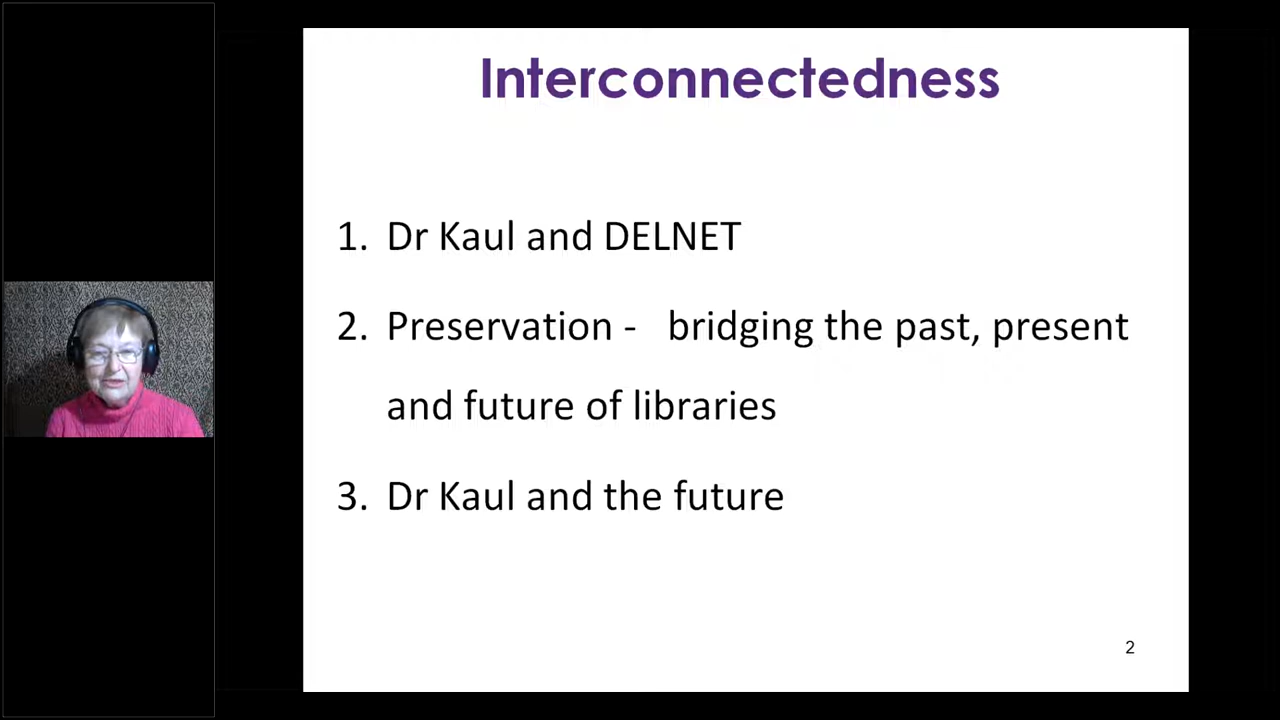 Interconnectedness
1. Dr Kaul and DELNET
2. Preservation - bridging the past, present
and future of libraries
3. Dr Kaul and the future
2